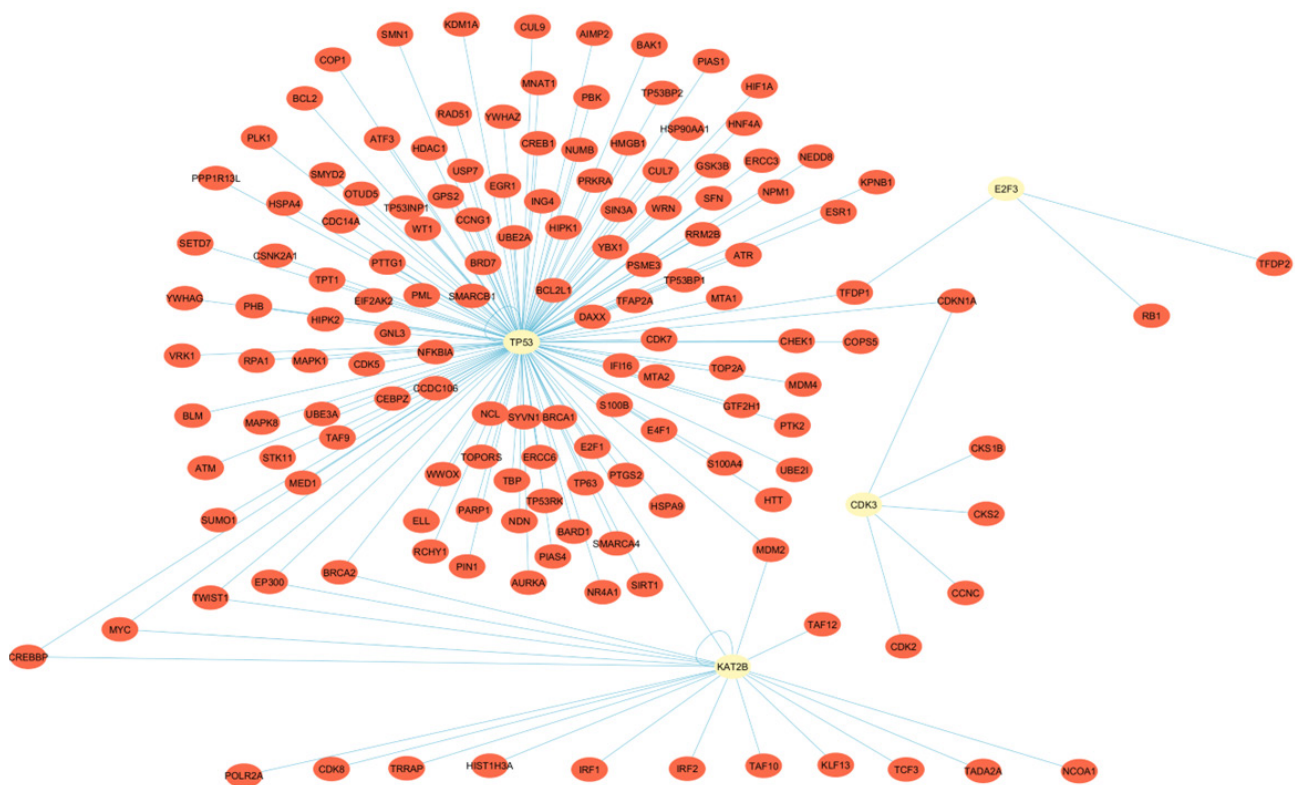 KDM1A
CUL9
SMN1
AIMP2
BAK1
COP1
PIAS1
MNAT1
HIF1A
BCL2
PBK
TP53BP2
RAD51
YWHAZ
HNF4A
HSP90AA1
PLK1
ATF3
CREB1
HMGB1
HDAC1
NUMB
NEDD8
ERCC3
GSK3B
CUL7
USP7
SMYD2
PPP1R13L
PRKRA
KPNB1
EGR1
E2F3
OTUD5
NPM1
GPS2
SFN
ING4
HSPA4
TP53INP1
WRN
SIN3A
ESR1
CCNG1
CDC14A
WT1
HIPK1
RRM2B
UBE2A
SETD7
YBX1
CSNK2A1
ATR
PTTG1
BRD7
PSME3
TFDP2
TPT1
TP53BP1
BCL2L1
TFDP1
PML
SMARCB1
MTA1
YWHAG
EIF2AK2
TFAP2A
CDKN1A
PHB
RB1
DAXX
HIPK2
GNL3
CDK7
TP53
CHEK1
COPS5
NFKBIA
VRK1
RPA1
MAPK1
CDK5
IFI16
TOP2A
MTA2
MDM4
CCDC106
CEBPZ
S100B
GTF2H1
BLM
UBE3A
NCL
SYVN1
BRCA1
MAPK8
PTK2
E4F1
TAF9
E2F1
CKS1B
STK11
TOPORS
ERCC6
S100A4
ATM
UBE2I
WWOX
PTGS2
MED1
TBP
TP63
HTT
TP53RK
CDK3
HSPA9
PARP1
CKS2
SUMO1
ELL
NDN
BARD1
SMARCA4
RCHY1
PIAS4
MDM2
PIN1
BRCA2
EP300
AURKA
SIRT1
NR4A1
CCNC
TWIST1
TAF12
MYC
CDK2
CREBBP
KAT2B
HIST1H3A
KLF13
TAF10
CDK8
TRRAP
IRF1
IRF2
TCF3
TADA2A
NCOA1
POLR2A